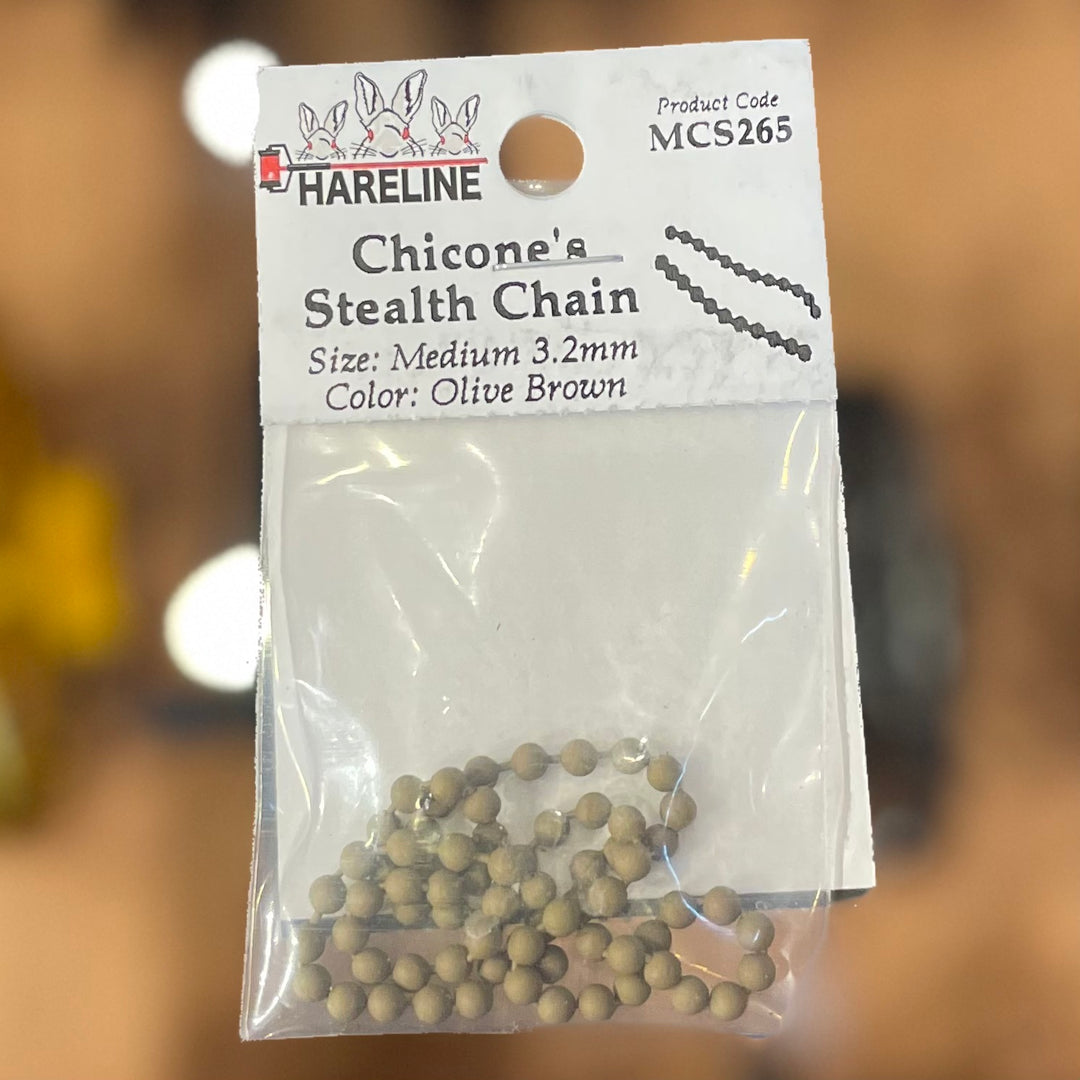 HARELINE
Product Code
MCS265
Chicone's
Stealth Chain
Size: Medium 3.2mm
Color: Olive Brown